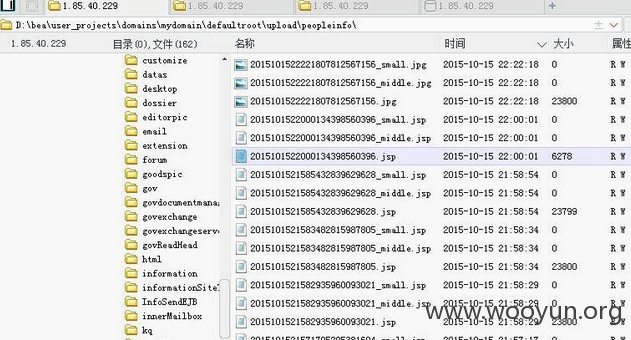 1.85.40.229 1.85.40.229 1.85.40.229 1.85.40.229
D:\bea\user_projects\domains\mydomain\defaultroot\upload\peopleinfo\
1.85.40.229 目录(0),文件(162) 名称 时间 大小 属性
customize
datas
desktop
dossier
editorpic
email
extension
forum
goodspic
gov
govdocumentmana
govexchange
govexchangeserv
govReadHead
html
information
informationSiteT
InfoSendEJB
innerMailbox
kq
2015101522221807812567156_small.jpg 2015-10-15 22:22:18 0 R W
2015101522221807812567156_middle.jpg 2015-10-15 22:22:18 0 R W
2015101522221807812567156.jpg 2015-10-15 22:22:18 23800 R W
2015101522000134398560396_small.jsp 2015-10-15 22:00:01 0 R W
2015101522000134398560396_middle.jsp 2015-10-15 22:00:01 0 R W
2015101522000134398560396.jsp 2015-10-15 22:00:01 6278 R W
2015101521585432839629628_small.jsp 2015-10-15 21:58:54 0 R W
2015101521585432839629628_middle.jsp 2015-10-15 21:58:54 0 R W
2015101521585432839629628.jsp 2015-10-15 21:58:54 23799 R W
2015101521583482815987805_small.jsp 2015-10-15 21:58:34 0 R W
2015101521583482815987805_middle.jsp 2015-10-15 21:58:34 0 R W
2015101521583482815987805.jsp 2015-10-15 21:58:34 23800 R W
2015101521582935960093021_small.jsp 2015-10-15 21:58:29 0 R W
2015101521582935960093021_middle.jsp 2015-10-15 21:58:29 0
2015101521582935960093021.jsp 2015-10-15 21:58:29 23800 R W
www.wooyun.org